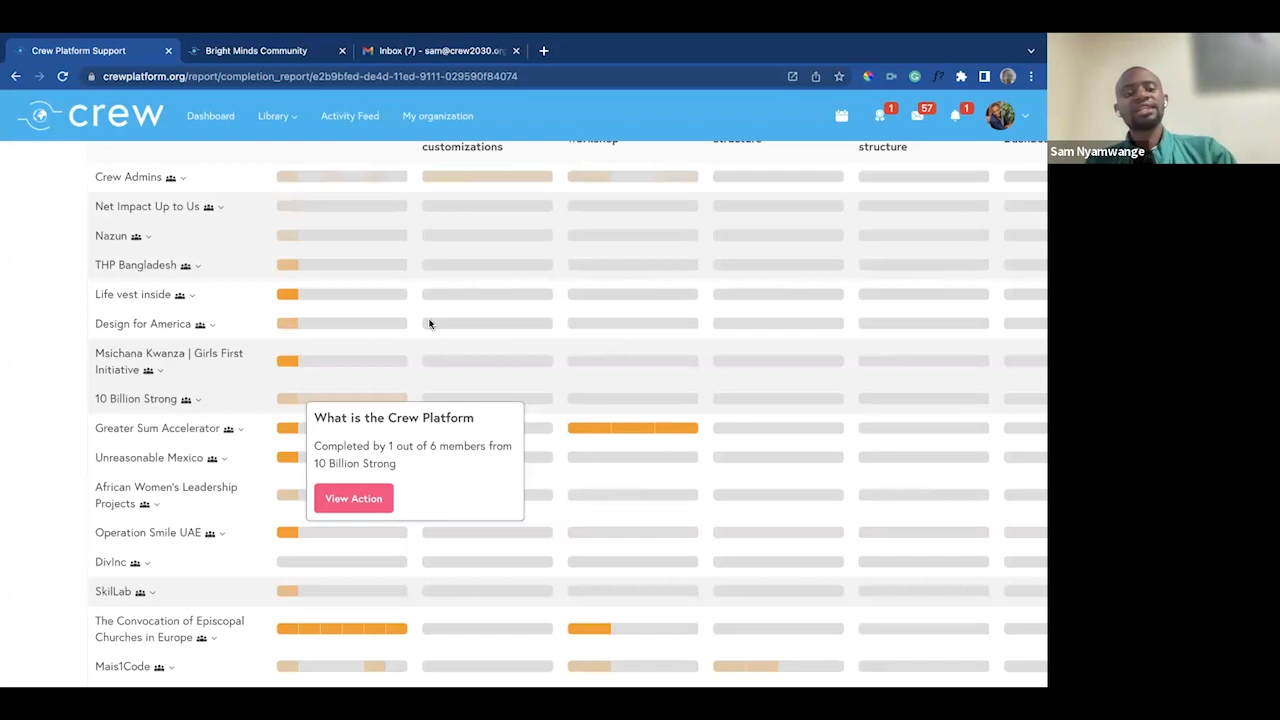 Crew Platform Support
Bright Minds Community
Inbox (7) - sam@crew2030.or
crewplatform.org/report/completion_report/e2b9bfed-de4d-11ed-9111-029590f84074
crew
Dashboard
Library
Activity Feed
My organization
1
57
1
Sam Nyamwange
customizations
workshop
structure
structure
Crew Admins
Net Impact Up to Us
Nazun
THP Bangladesh
Life vest inside
Design for America
Msichana Kwanza | Girls First
Initiative
10 Billion Strong
What is the Crew Platform
Completed by 1 out of 6 members from
10 Billion Strong
View Action
Greater Sum Accelerator
Unreasonable Mexico
African Women's Leadership
Projects
Operation Smile UAE
DivInc
SkilLab
The Convocation of Episcopal
Churches in Europe
Mais1Code